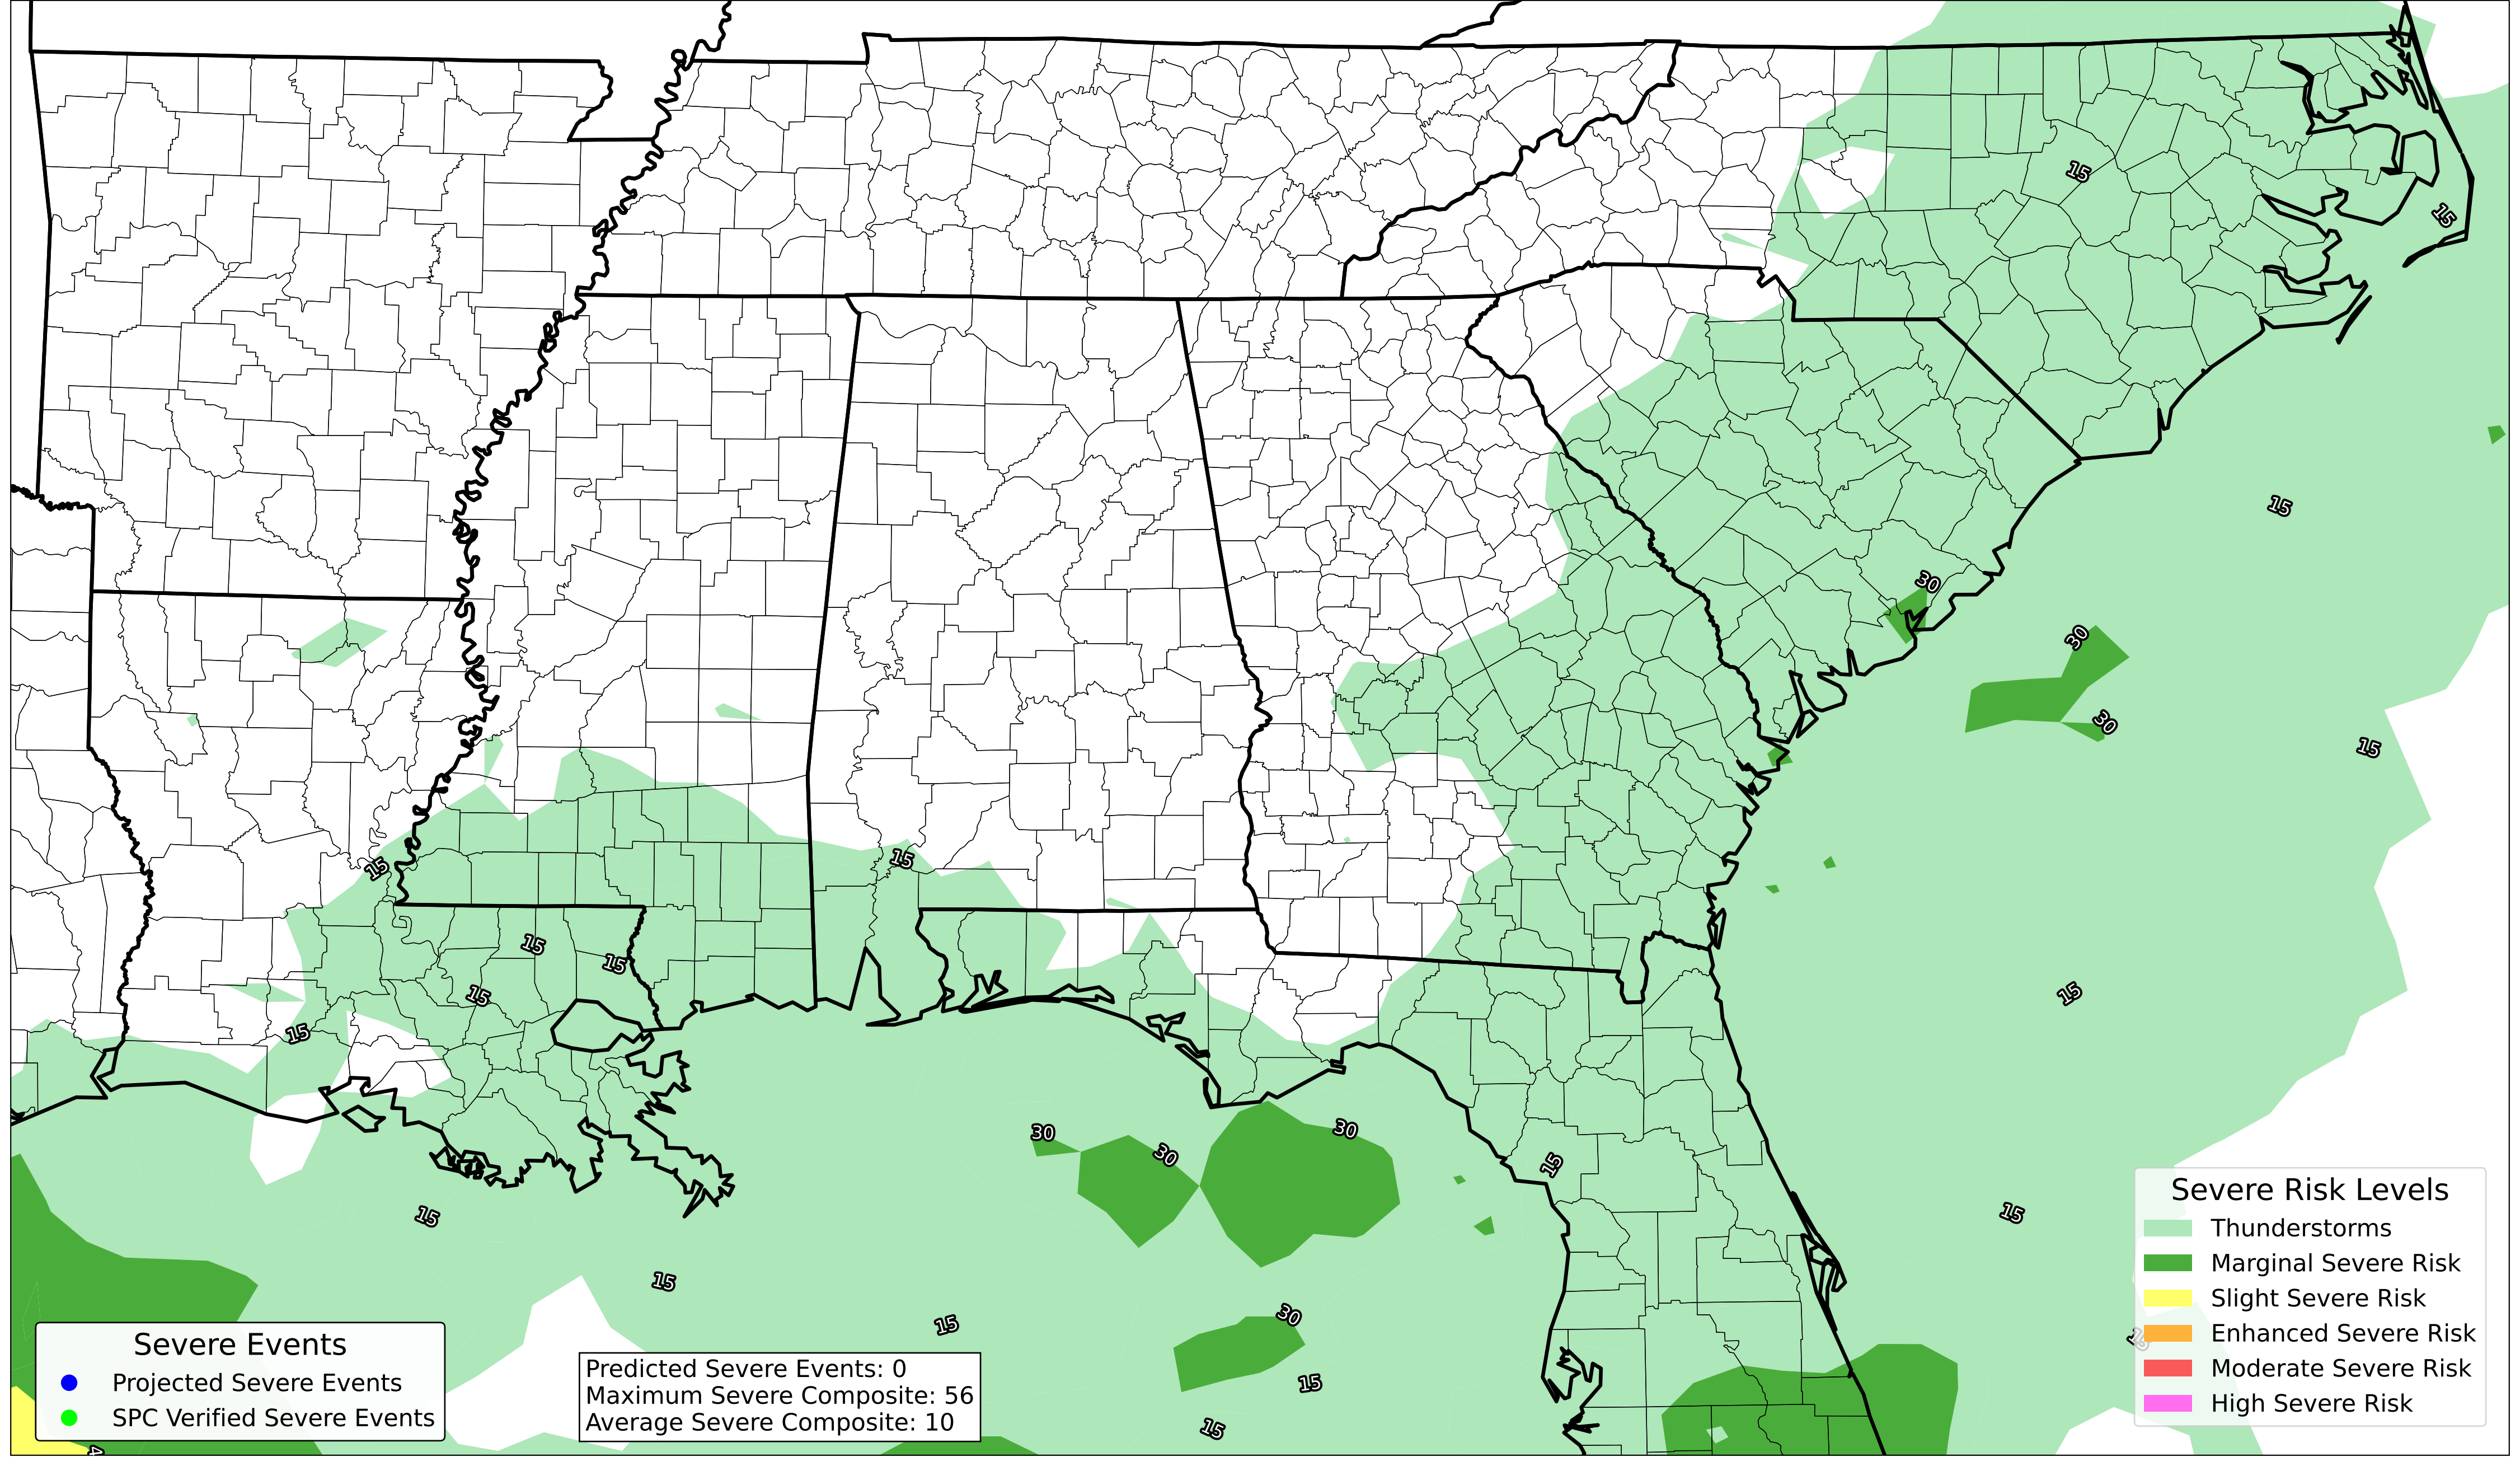 15
15
15
30
30
30
15
15
15
15
15
15
15
15
30
30
30
15
15
15
15
15
30
15
15
Severe Risk Levels
Thunderstorms
Marginal Severe Risk
Slight Severe Risk
Enhanced Severe Risk
Moderate Severe Risk
High Severe Risk
Severe Events
Projected Severe Events
SPC Verified Severe Events
Predicted Severe Events: 0
Maximum Severe Composite: 56
Average Severe Composite: 10